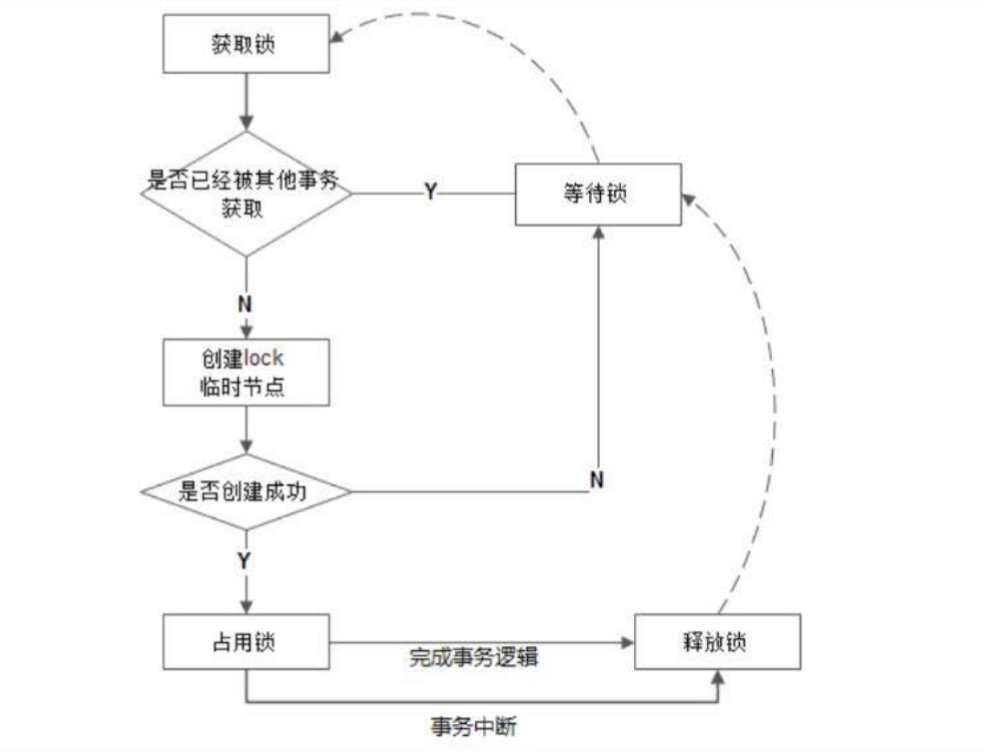 获取锁
是否已经被其他事务
获取
Y
等待锁
N
创建lock
临时节点
是否创建成功
N
Y
占用锁
完成事务逻辑
释放锁
事务中断